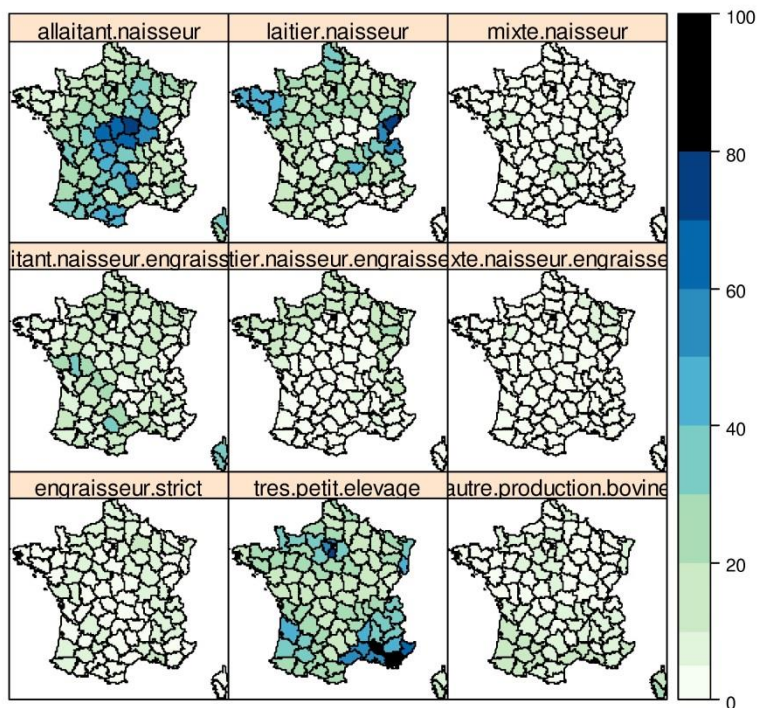 allaitant.naisseur
laitier.naisseur
mixte.naisseur
itant.naisseur.engraiss
tier.naisseur.engraisse
xte.naisseur.engraisse
engraisseur.strict
tres.petit.elevage
autre.production.bovine
100
80
60
40
20
0